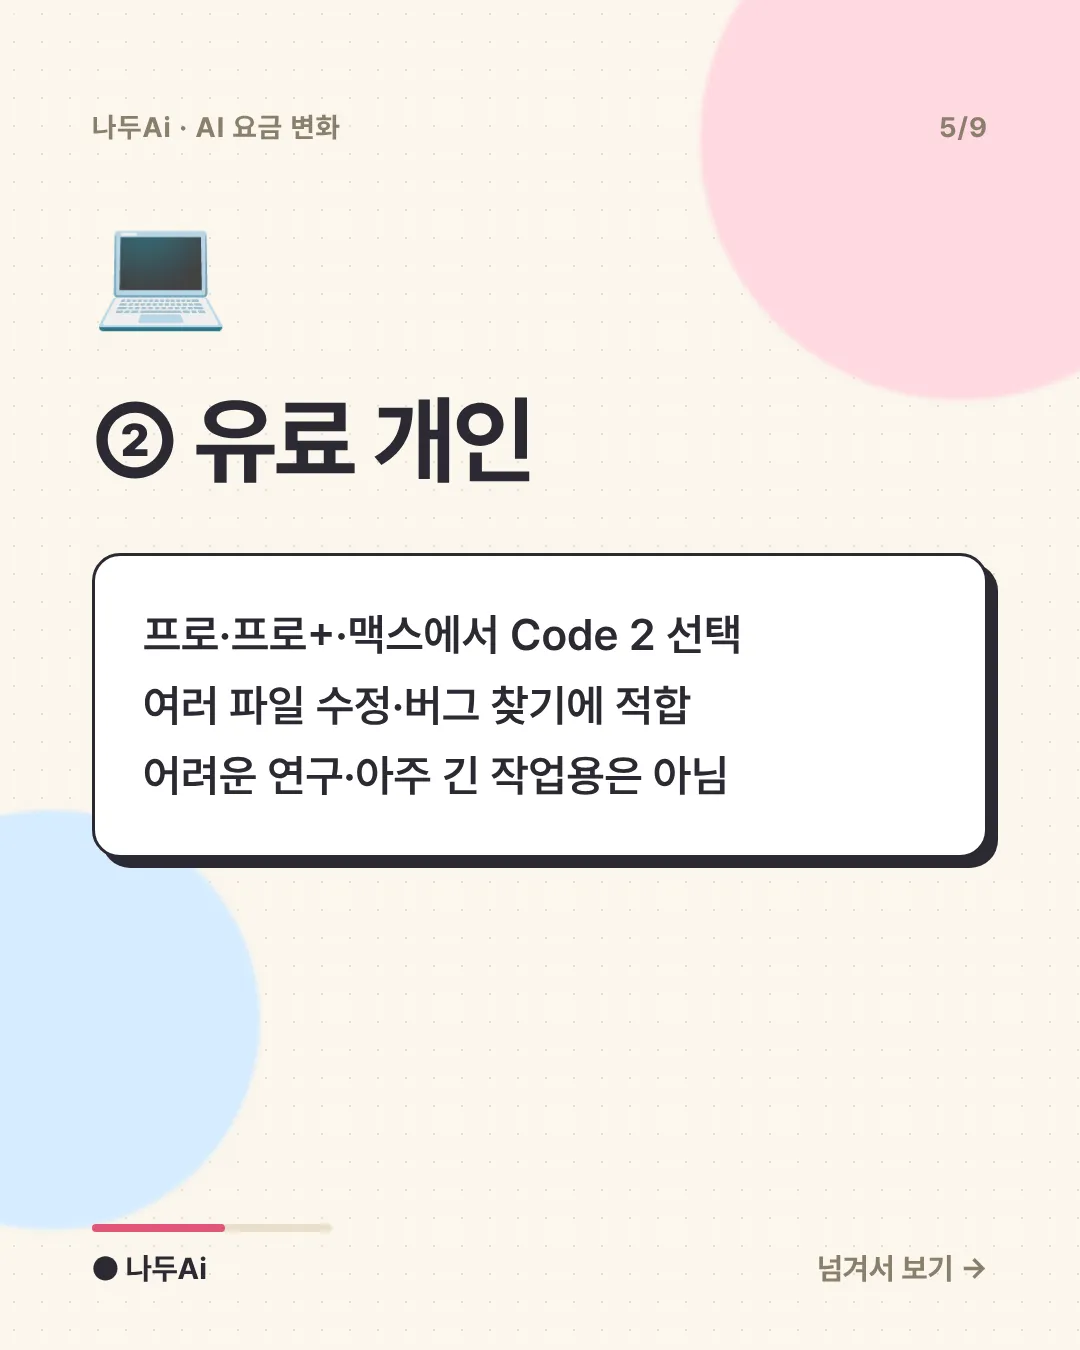 나두Ai · AI 요금 변화
5/9
② 유료 개인
프로·프로+·맥스에서 Code 2 선택
여러 파일 수정·버그 찾기에 적합
어려운 연구·아주 긴 작업용은 아님
● 나두Ai
넘겨서 보기 →